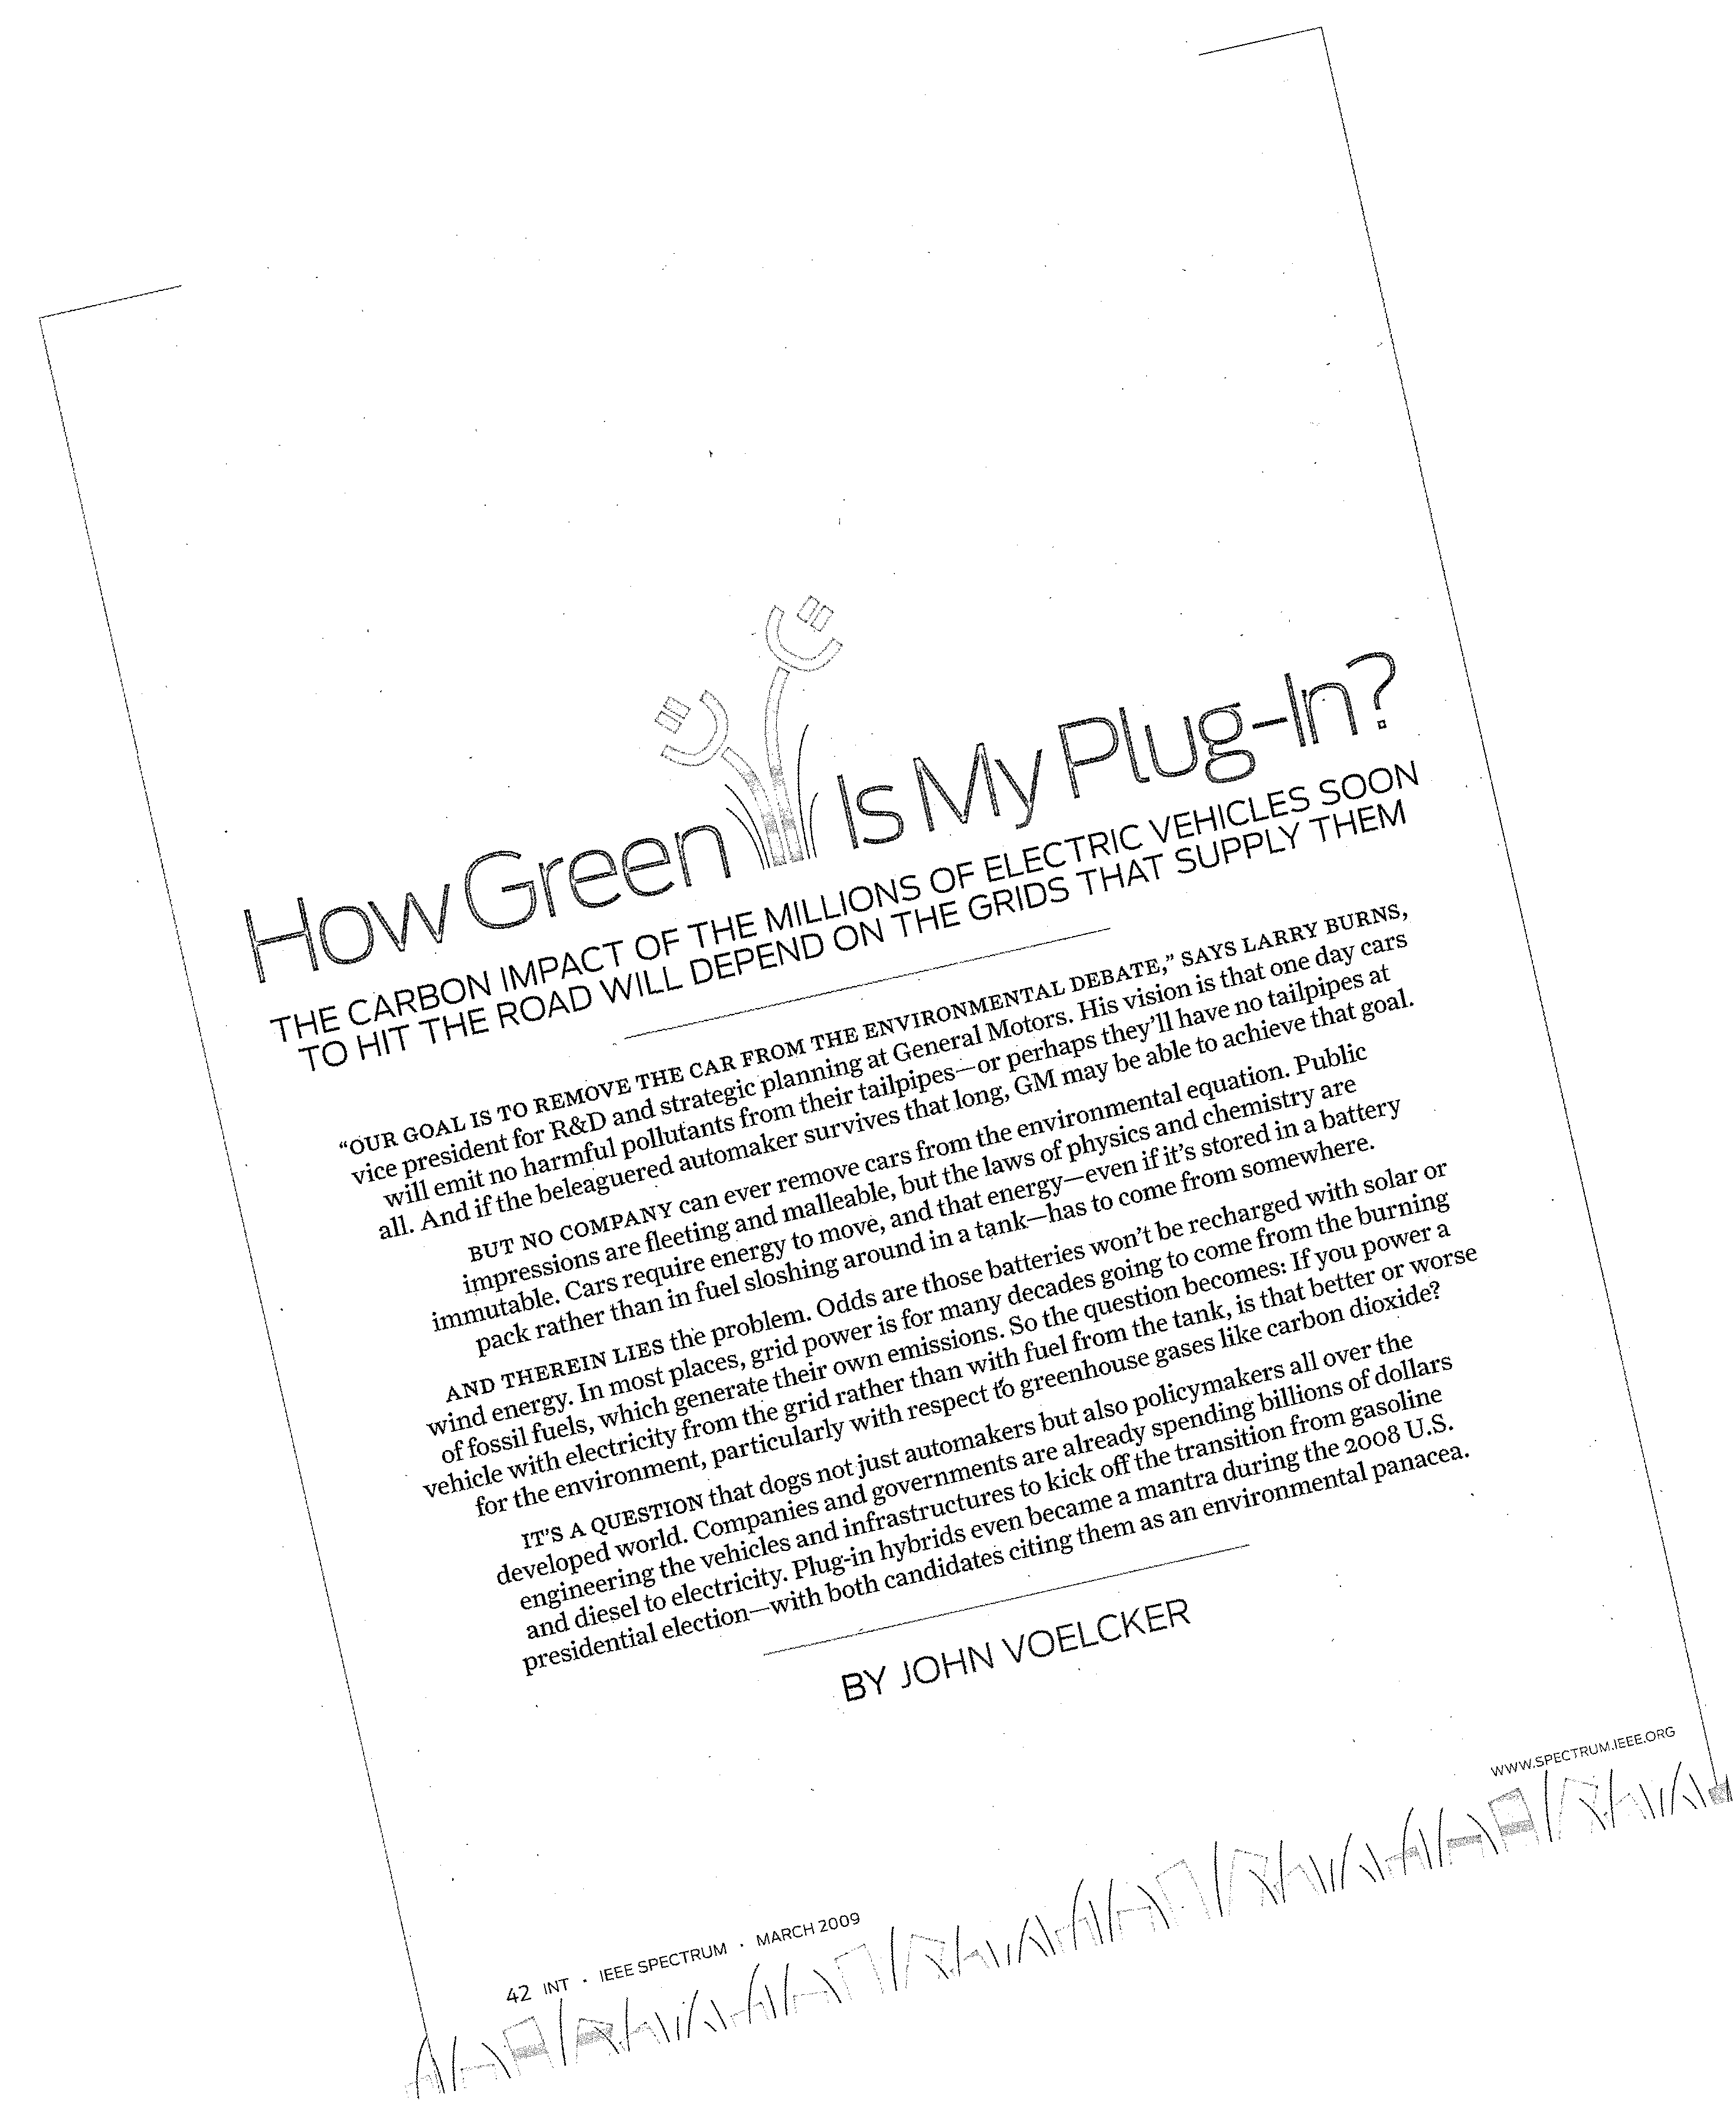 How Green Is My Plug-In?
THE CARBON IMPACT OF THE MILLIONS OF ELECTRIC VEHICLES SOON
TO HIT THE ROAD WILL DEPEND ON THE GRIDS THAT SUPPLY THEM
“OUR GOAL IS TO REMOVE THE CAR FROM THE ENVIRONMENTAL DEBATE,” SAYS LARRY BURNS,
vice president for R&D and strategic planning at General Motors. His vision is that one day cars
will emit no harmful pollutants from their tailpipes—or perhaps they’ll have no tailpipes at
all. And if the beleaguered automaker survives that long, GM may be able to achieve that goal.
BUT NO COMPANY can ever remove cars from the environmental equation. Public
impressions are fleeting and malleable, but the laws of physics and chemistry are
immutable. Cars require energy to move, and that energy—even if it’s stored in a battery
pack rather than in fuel sloshing around in a tank—has to come from somewhere.
AND THEREIN LIES the problem. Odds are those batteries won’t be recharged with solar or
wind energy. In most places, grid power is for many decades going to come from the burning
of fossil fuels, which generate their own emissions. So the question becomes: If you power a
vehicle with electricity from the grid rather than with fuel from the tank, is that better or worse
for the environment, particularly with respect to greenhouse gases like carbon dioxide?
IT’S A QUESTION that dogs not just automakers but also policymakers all over the
developed world. Companies and governments are already spending billions of dollars
engineering the vehicles and infrastructures to kick off the transition from gasoline
and diesel to electricity. Plug-in hybrids even became a mantra during the 2008 U.S.
presidential election—with both candidates citing them as an environmental panacea.
BY JOHN VOELCKER
WWW.SPECTRUM.IEEE.ORG
42 INT · IEEE SPECTRUM · MARCH 2009